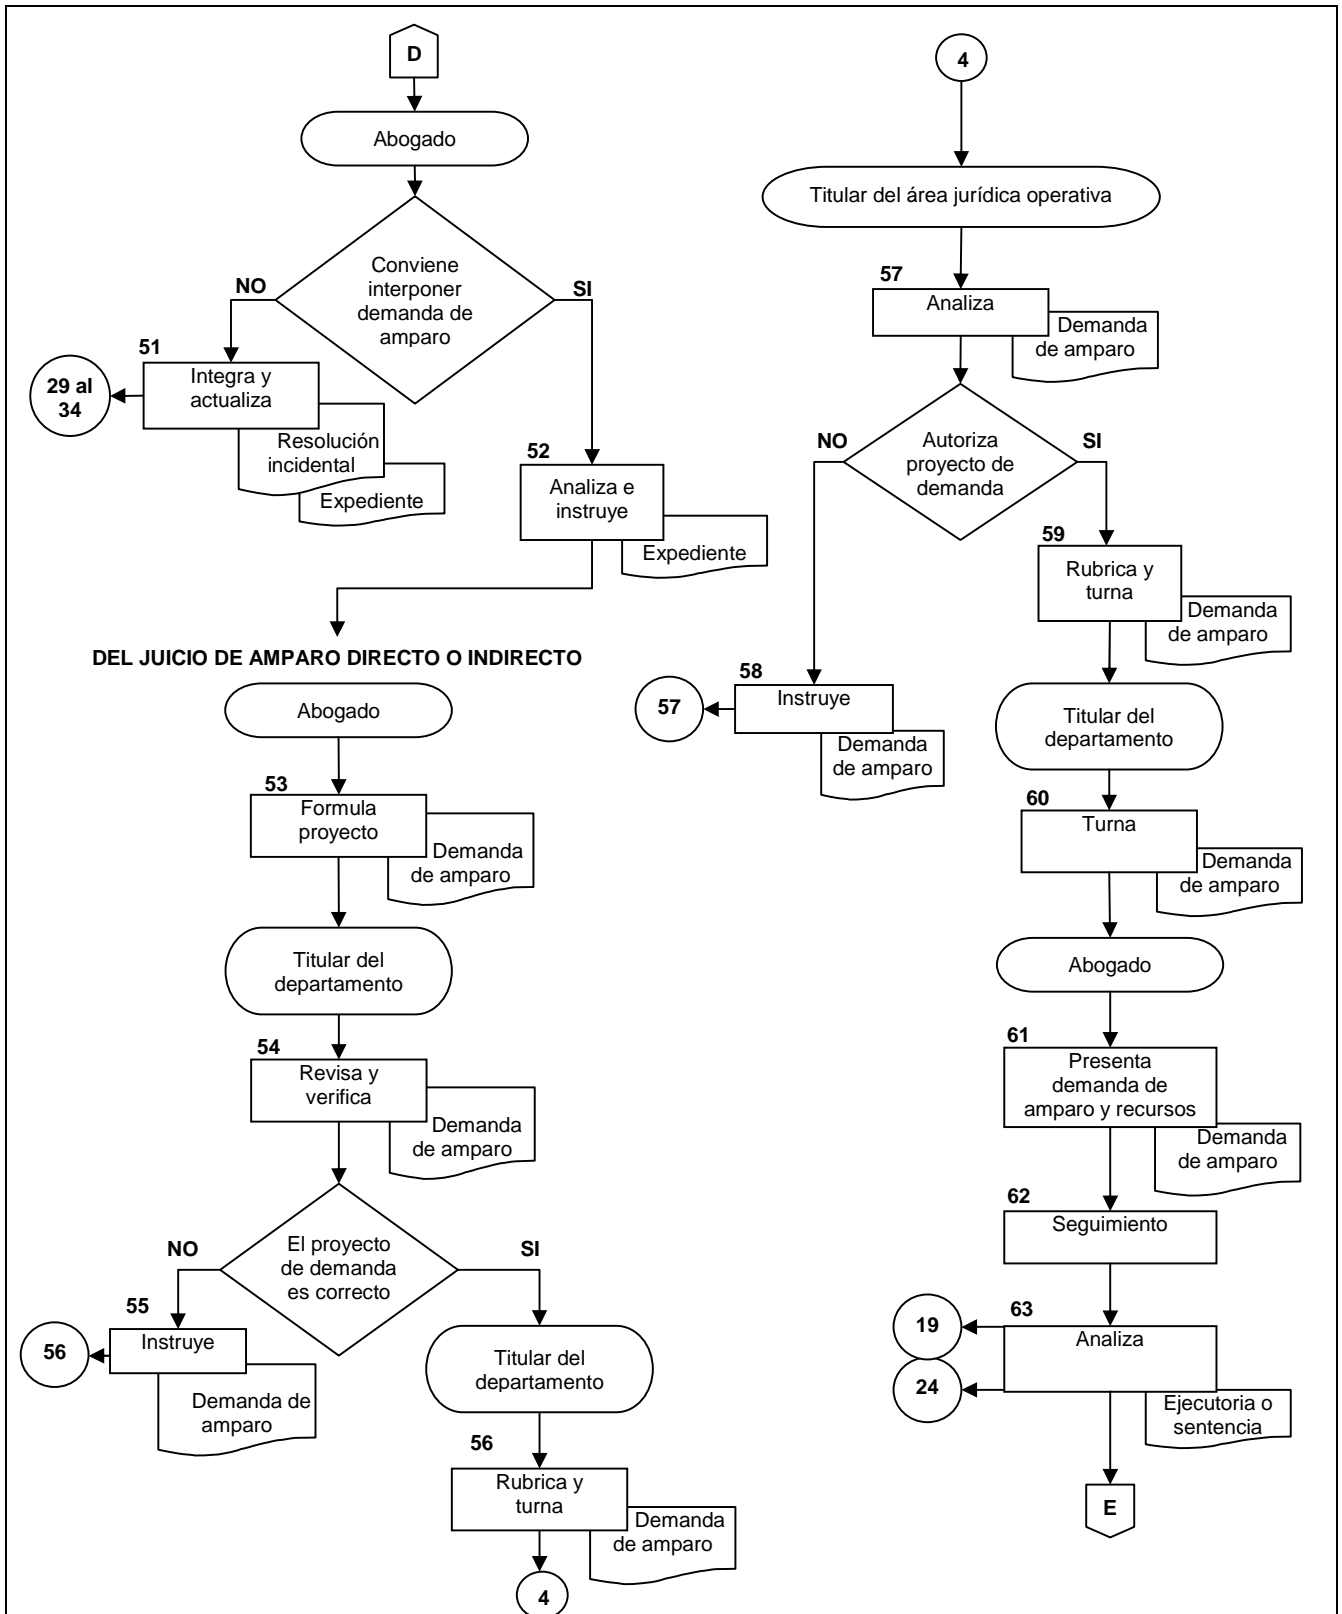 D
Abogado
Conviene
interponer
demanda de
amparo
NO
SI
51
Integra y
actualiza
29 al
34
Resolución
incidental
Expediente
52
Analiza e
instruye
Expediente
DEL JUICIO DE AMPARO DIRECTO O INDIRECTO
Abogado
53
Formula
proyecto
Demanda
de amparo
Titular del
departamento
54
Revisa y
verifica
Demanda
de amparo
El proyecto
de demanda
es correcto
NO
SI
55
Instruye
56
Demanda de
amparo
Titular del
departamento
56
Rubrica y
turna
Demanda
de amparo
4
4
Titular del área jurídica operativa
57
Analiza
Demanda
de amparo
Autoriza
proyecto de
demanda
NO
SI
58
Instruye
57
Demanda
de amparo
59
Rubrica y
turna
Demanda
de amparo
Titular del
departamento
60
Turna
Demanda
de amparo
Abogado
61
Presenta
demanda de
amparo y recursos
Demanda
de amparo
62
Seguimiento
63
Analiza
19
24
Ejecutoria o
sentencia
E